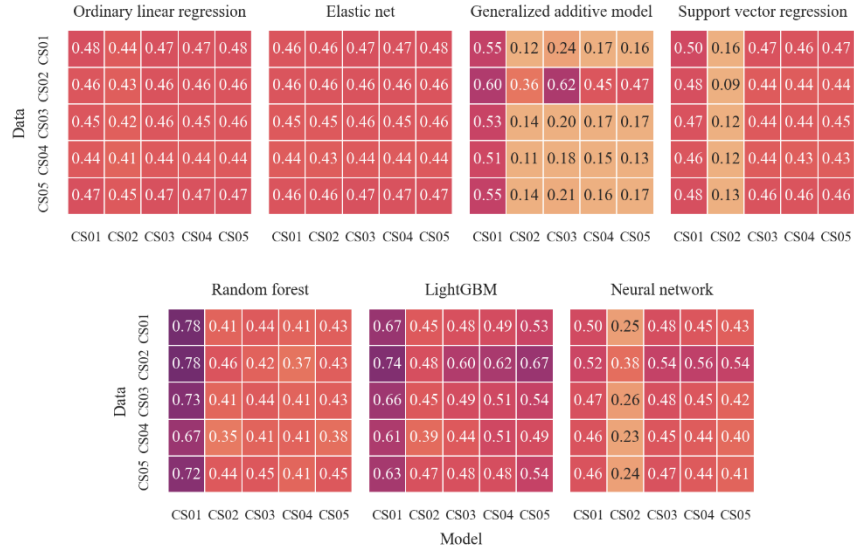 Ordinary linear regression Elastic net Generalized additive model Support vector regression
CS01 0.48 0.44 0.47 0.47 0.48 0.46 0.46 0.47 0.47 0.48 0.55 0.12 0.24 0.17 0.16 0.50 0.16 0.47 0.46 0.47
CS02 0.46 0.43 0.46 0.46 0.46 0.46 0.46 0.46 0.46 0.46 0.60 0.36 0.62 0.45 0.47 0.48 0.09 0.44 0.44 0.44
Data
CS03 0.45 0.42 0.46 0.45 0.46 0.45 0.45 0.46 0.45 0.46 0.53 0.14 0.20 0.17 0.17 0.47 0.12 0.44 0.44 0.45
CS04 0.44 0.41 0.44 0.44 0.44 0.44 0.43 0.44 0.44 0.44 0.51 0.11 0.18 0.15 0.13 0.46 0.12 0.44 0.43 0.43
CS05 0.47 0.45 0.47 0.47 0.47 0.46 0.46 0.47 0.47 0.47 0.55 0.14 0.21 0.16 0.17 0.48 0.13 0.46 0.46 0.46
CS01 CS02 CS03 CS04 CS05 CS01 CS02 CS03 CS04 CS05 CS01 CS02 CS03 CS04 CS05 CS01 CS02 CS03 CS04 CS05
Random forest LightGBM Neural network
CS01 0.78 0.41 0.44 0.41 0.43 0.67 0.45 0.48 0.49 0.53 0.50 0.25 0.48 0.45 0.43
CS02 0.78 0.46 0.42 0.37 0.43 0.74 0.48 0.60 0.62 0.67 0.52 0.38 0.54 0.56 0.54
Data
CS03 0.73 0.41 0.44 0.41 0.43 0.66 0.45 0.49 0.51 0.54 0.47 0.26 0.48 0.45 0.42
CS04 0.67 0.35 0.41 0.41 0.38 0.61 0.39 0.44 0.51 0.49 0.46 0.23 0.45 0.44 0.40
CS05 0.72 0.44 0.45 0.41 0.45 0.63 0.47 0.48 0.48 0.54 0.46 0.24 0.47 0.44 0.41
CS01 CS02 CS03 CS04 CS05 CS01 CS02 CS03 CS04 CS05 CS01 CS02 CS03 CS04 CS05
Model